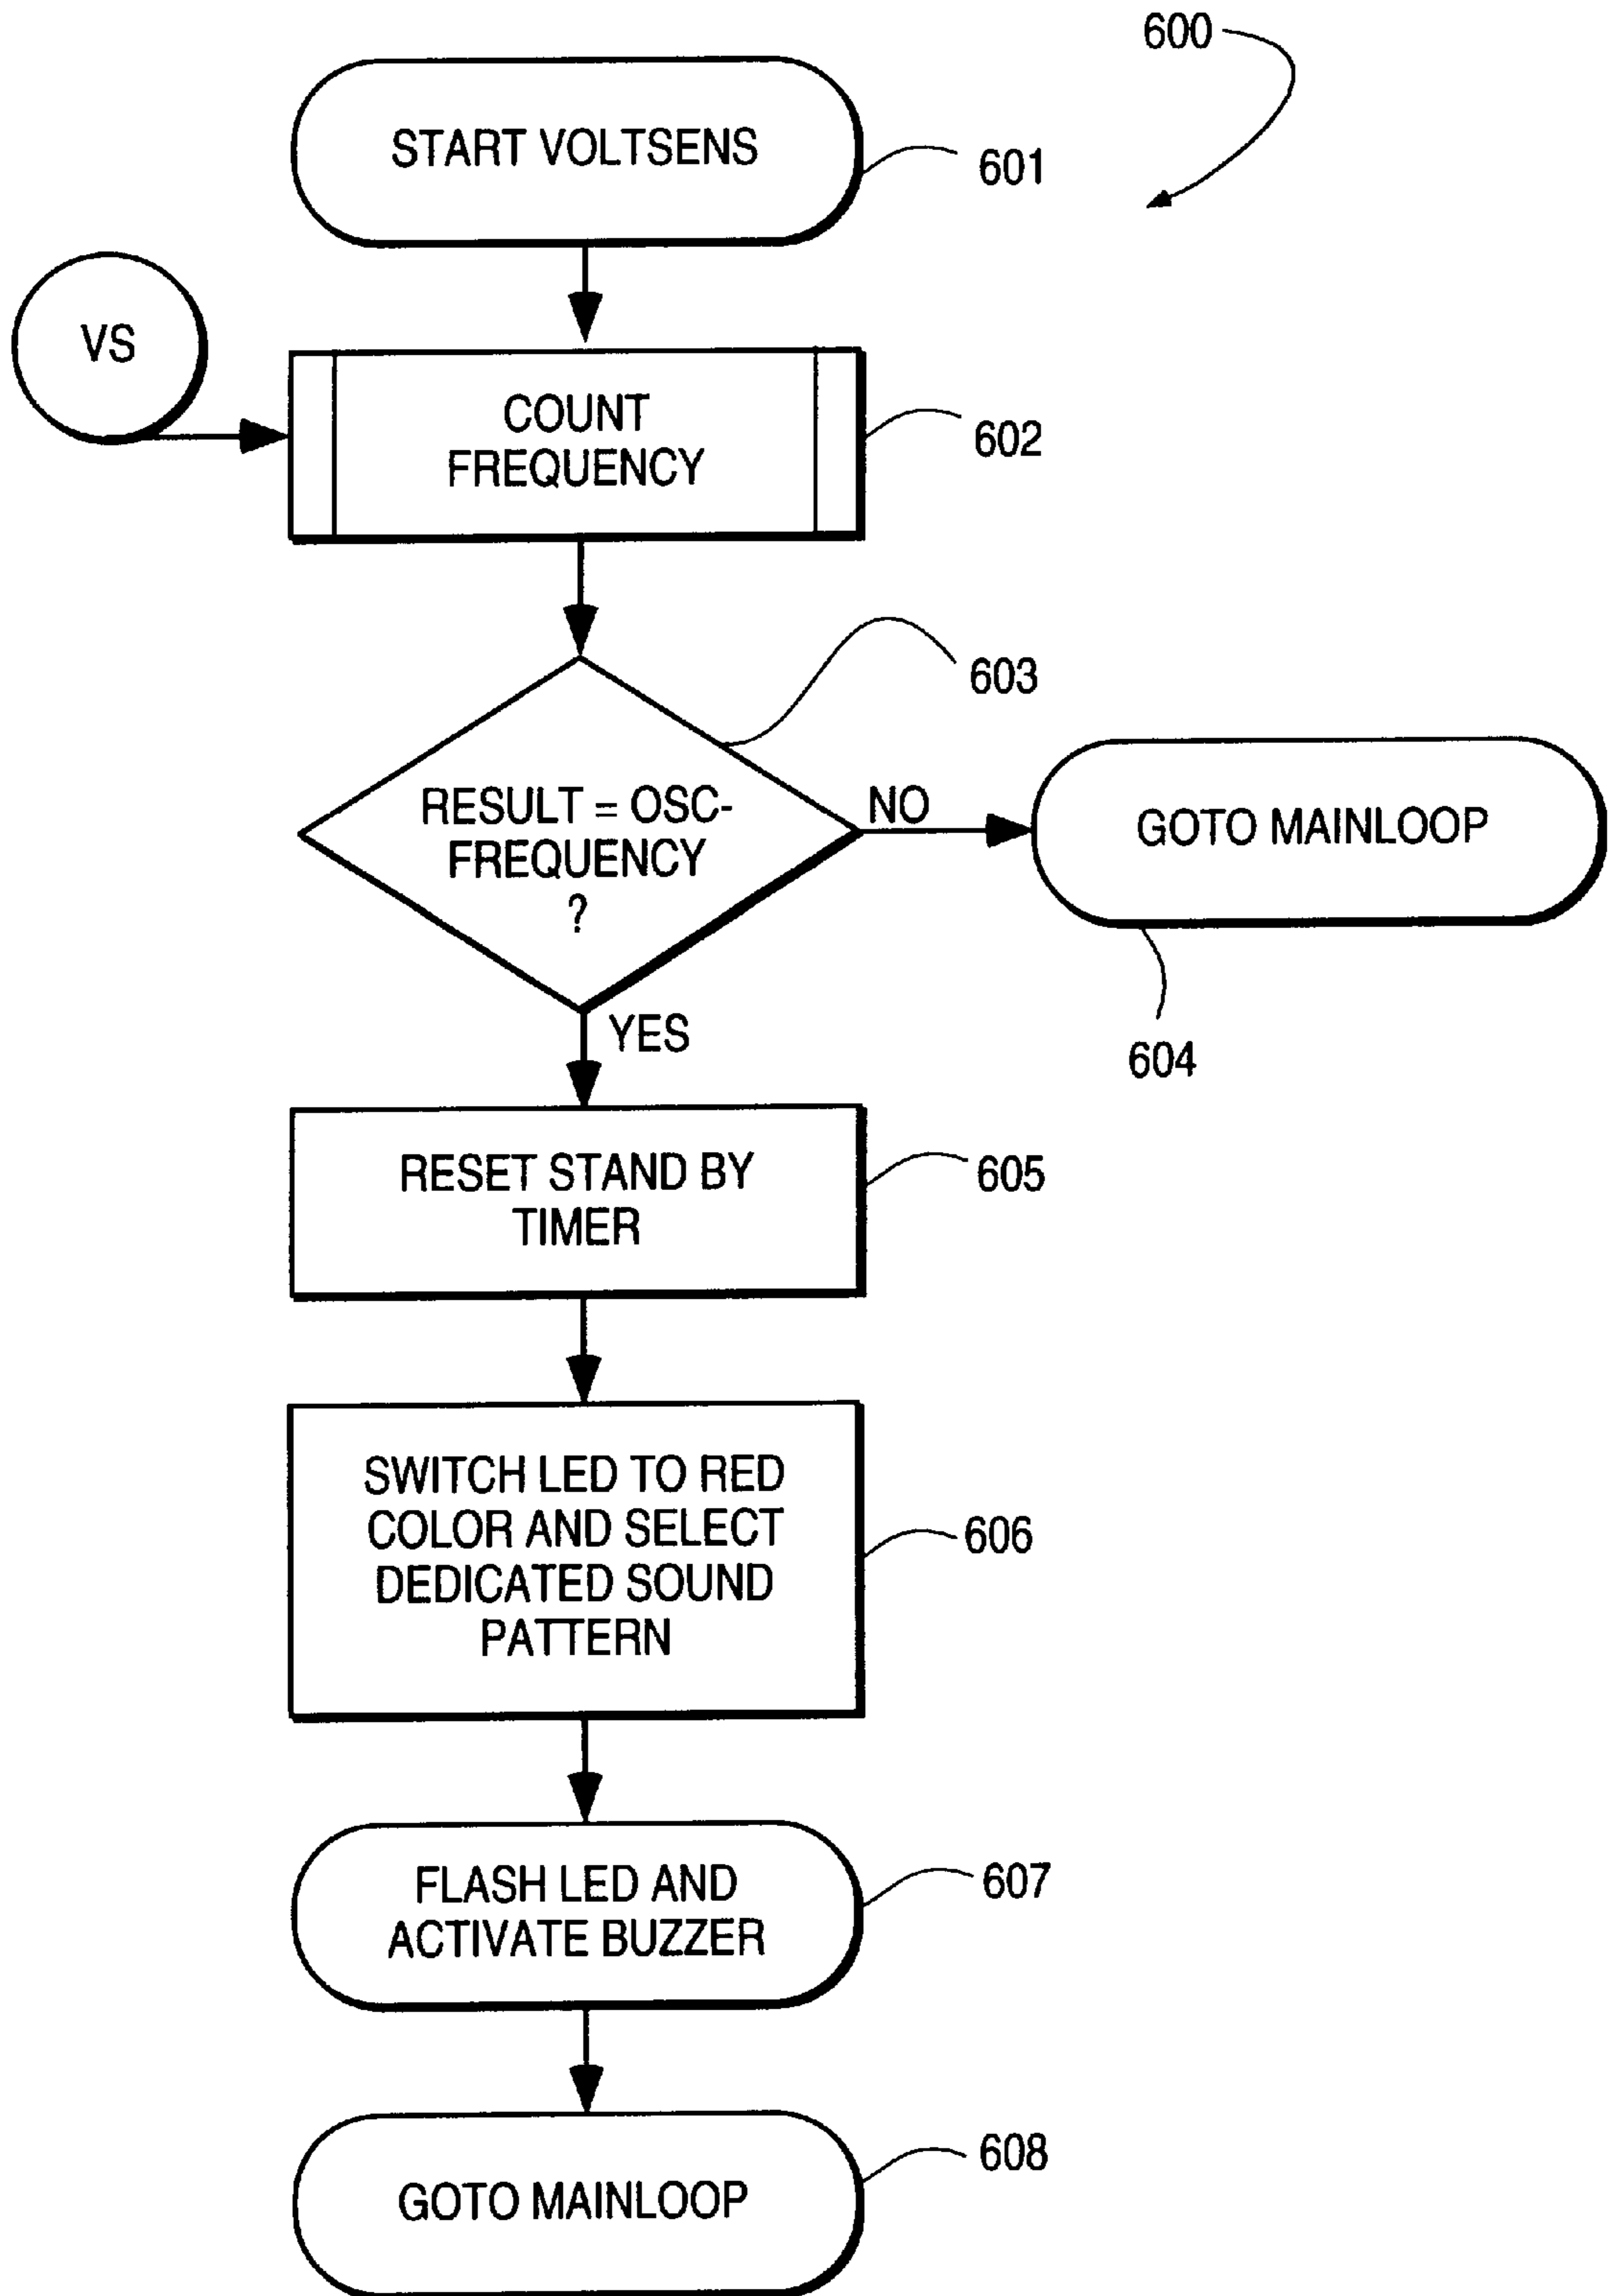 600
START VOLTSENS
601
VS
COUNT
FREQUENCY
602
603
RESULT = OSC-
FREQUENCY
?
NO
GOTO MAINLOOP
604
YES
RESET STAND BY
TIMER
605
SWITCH LED TO RED
COLOR AND SELECT
DEDICATED SOUND
PATTERN
606
FLASH LED AND
ACTIVATE BUZZER
607
GOTO MAINLOOP
608